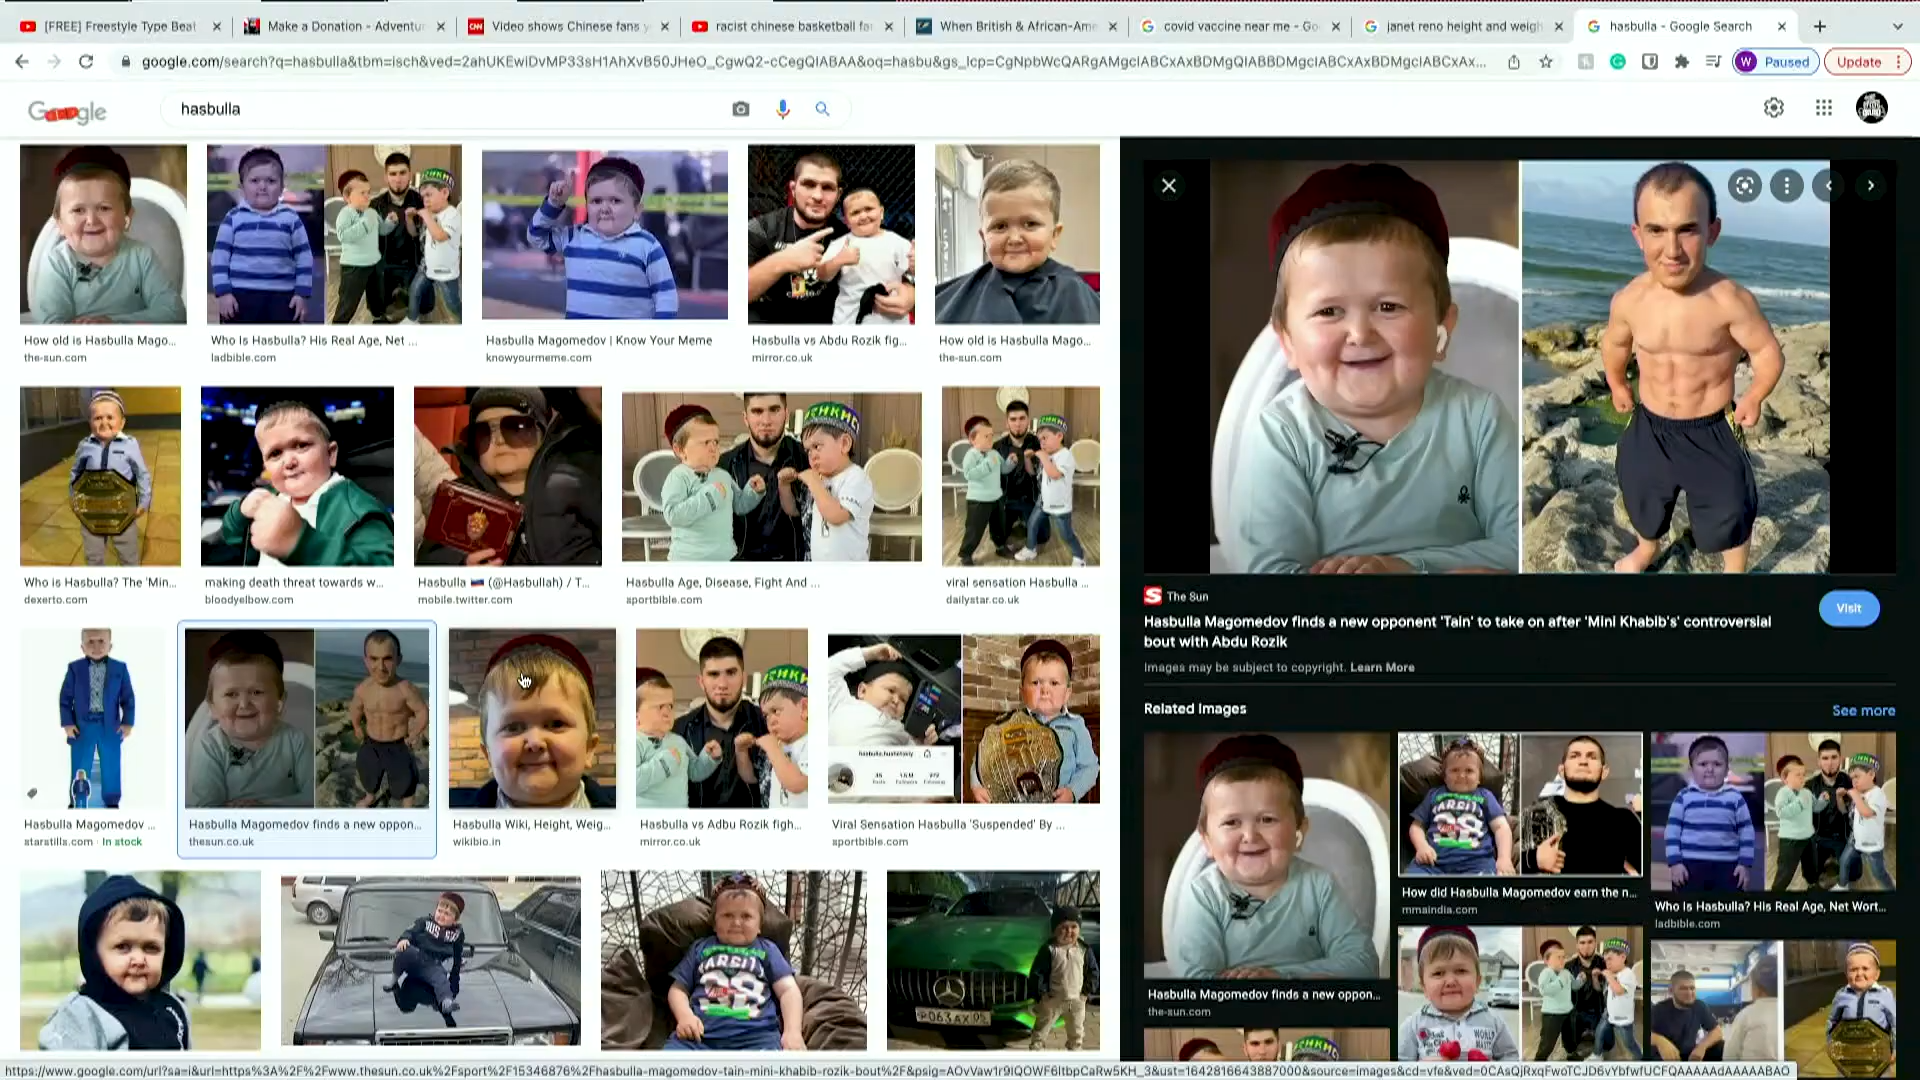 [FREE] Freestyle Type Beat
Make a Donation - Adventur
Video shows Chinese fans y
racist chinese basketball fa
When British & African-Ame
covid vaccine near me - Go
janet reno height and weigh
hasbulla - Google Search
google.com/search?q=hasbulla&tbm=isch&ved=2ahUKEwiDvMP33sH1AhXvB50JHeO_CgwQ2-cCegQIABAA&oq=hasbu&gs_lcp=CgNpbWcQARgAMgcIABCxAxBDMgQIABBDMgcIABCxAxBDMgcIABCxAx...
W Paused
Update
hasbulla
How old is Hasbulla Mago...
the-sun.com
Who Is Hasbulla? His Real Age, Net ...
ladbible.com
Hasbulla Magomedov | Know Your Meme
knowyourmeme.com
Hasbulla vs Abdu Rozik fig...
mirror.co.uk
How old is Hasbulla Mago...
the-sun.com
Who is Hasbulla? The 'Min...
dexerto.com
making death threat towards w...
bloodyelbow.com
Hasbulla 🇷🇺 (@Hasbullah) / T...
mobile.twitter.com
Hasbulla Age, Disease, Fight And ...
sportbible.com
viral sensation Hasbulla ...
dailystar.co.uk
Hasbulla Magomedov ...
starstills.com · In stock
Hasbulla Magomedov finds a new oppon...
thesun.co.uk
Hasbulla Wiki, Height, Weig...
wikibio.in
Hasbulla vs Adbu Rozik figh...
mirror.co.uk
Viral Sensation Hasbulla 'Suspended' By ...
sportbible.com
The Sun
Hasbulla Magomedov finds a new opponent 'Tain' to take on after 'Mini Khabib's' controversial
bout with Abdu Rozik
Visit
Images may be subject to copyright. Learn More
Related Images
See more
Hasbulla Magomedov finds a new oppon...
the-sun.com
How did Hasbulla Magomedov earn the n...
mmaindia.com
Who Is Hasbulla? His Real Age, Net Wort...
ladbible.com
https://www.google.com/url?sa=i&url=https%3A%2F%2Fwww.thesun.co.uk%2Fsport%2F15346876%2Fhasbulla-magomedov-tain-mini-khabib-rozik-bout%2F&psig=AOvVaw1r9IQOWF6ItbpCaRw5KH_3&ust=1642816643887000&source=images&cd=vfe&ved=0CAsQjRxqFwoTCJD6vYbfwfUCFQAAAAAdAAAAABAO